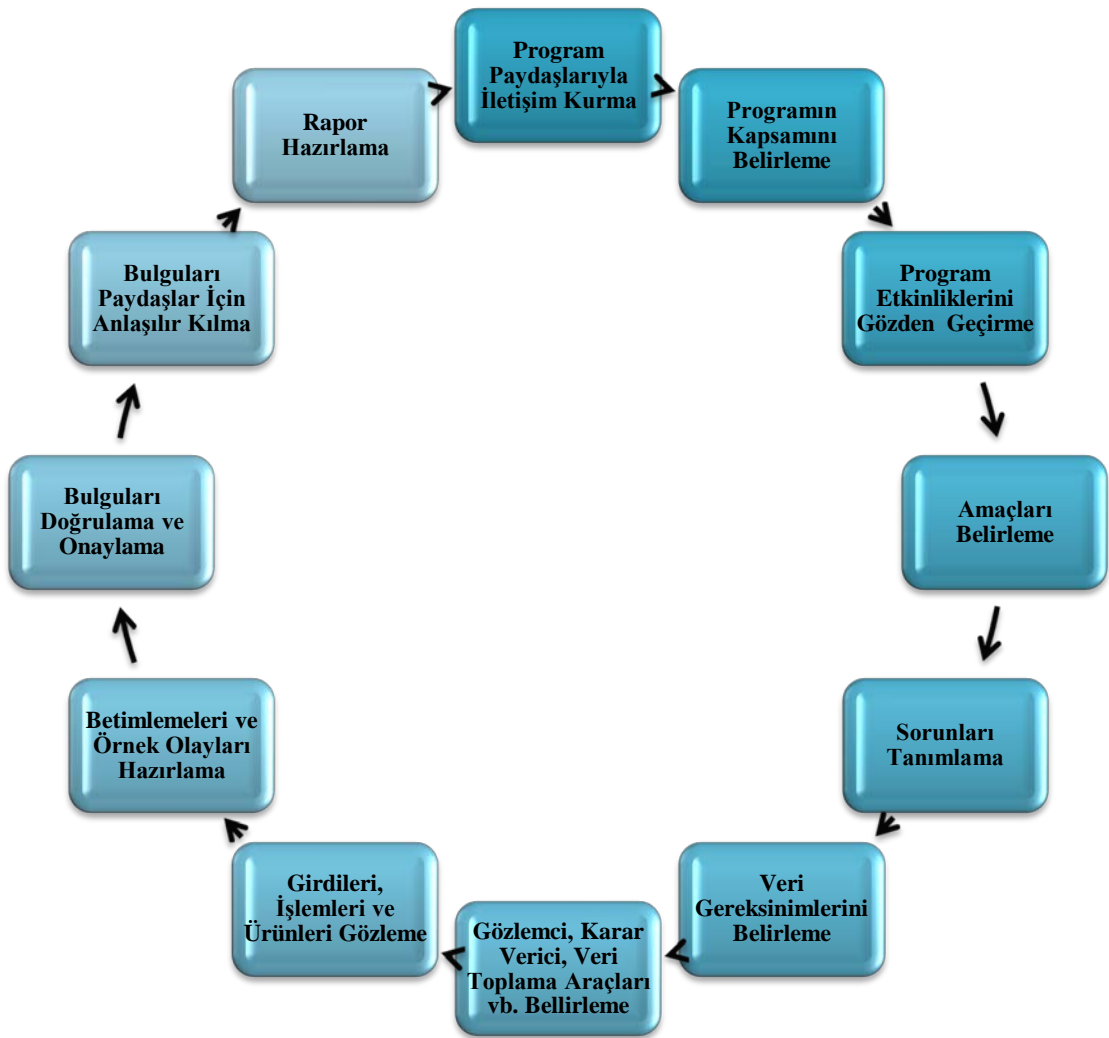 Program
Paydaşlarıyla
İletişim Kurma
Programın
Kapsamını
Belirleme
Program
Etkinliklerini
Gözden Geçirme
Amaçları
Belirleme
Sorunları
Tanımlama
Veri
Gereksinimlerini
Belirleme
Gözlemci, Karar
Verici, Veri
Toplama Araçları
vb. Bellirleme
Girdileri,
İşlemleri ve
Ürünleri Gözleme
Betimlemeleri ve
Örnek Olayları
Hazırlama
Bulguları
Doğrulama ve
Onaylama
Bulguları
Paydaşlar İçin
Anlaşılır Kılma
Rapor
Hazırlama